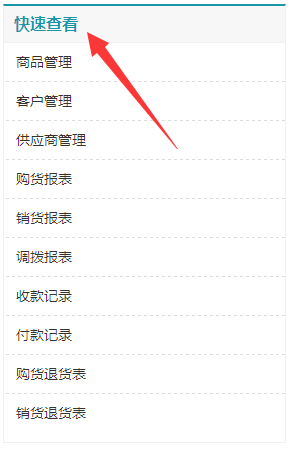 快速查看
商品管理
客户管理
供应商管理
购货报表
销货报表
调拨报表
收款记录
付款记录
购货退货表
销货退货表